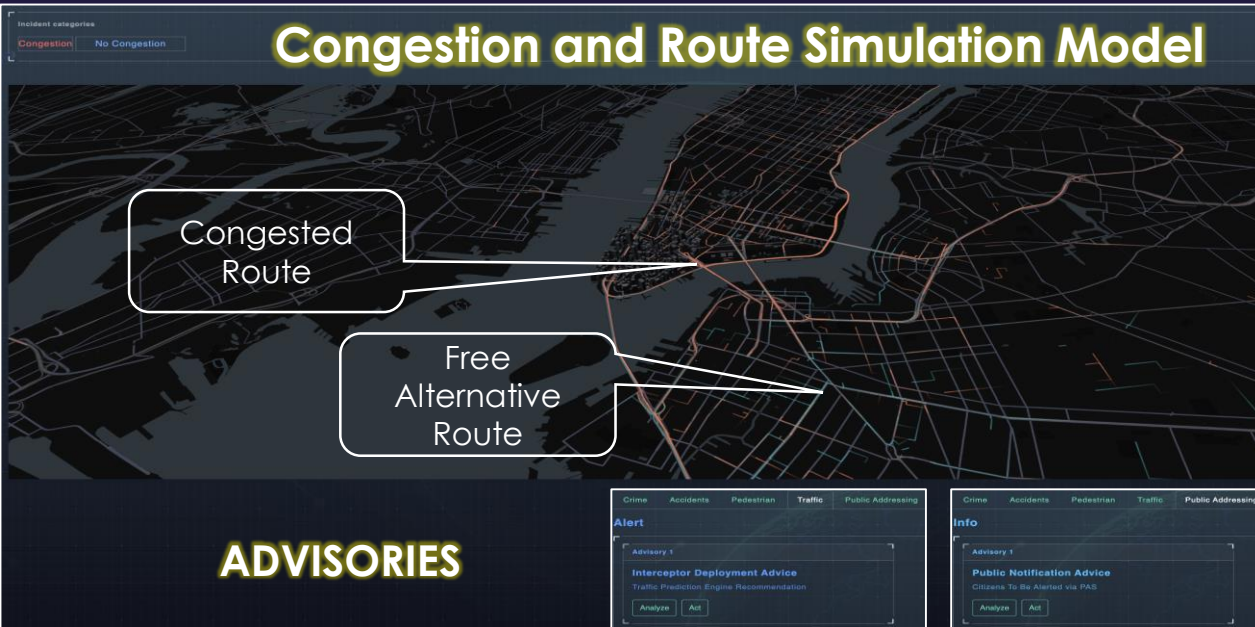 Incident categories
Congestion No Congestion
Congestion and Route Simulation Model
Congested
Route
Free
Alternative
Route
ADVISORIES
Crime Accidents Pedestrian Traffic Public Addressing
Alert
Advisory 1
Interceptor Deployment Advice
Traffic Prediction Engine Recommendation
Analyze Act
Crime Accidents Pedestrian Traffic Public Addressing
Info
Advisory 1
Public Notification Advice
Citizens To Be Alerted via PAS
Analyze Act